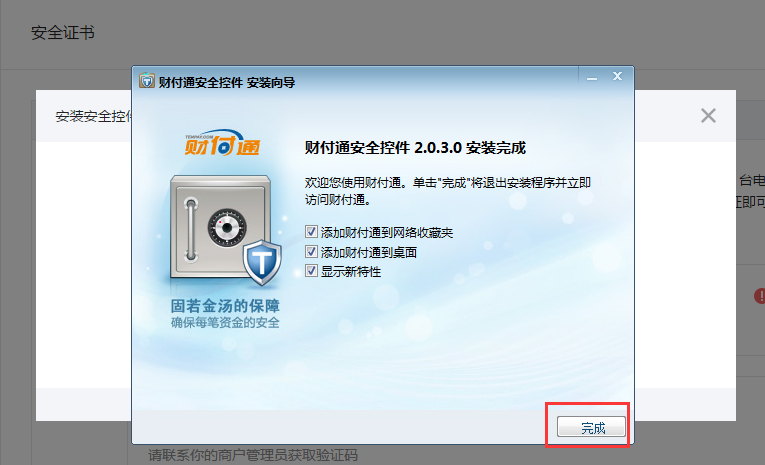 安全证书
财付通安全控件 安装向导
安装安全控件
TENPAY.COM
财付通
财付通安全控件 2.0.3.0 安装完成
欢迎您使用财付通。单击"完成"将退出安装程序并立即
访问财付通。
台电
证即可
添加财付通到网络收藏夹
添加财付通到桌面
显示新特性
T
固若金汤的保障
确保每笔资金的安全
完成
请联系你的商户管理员获取验证码